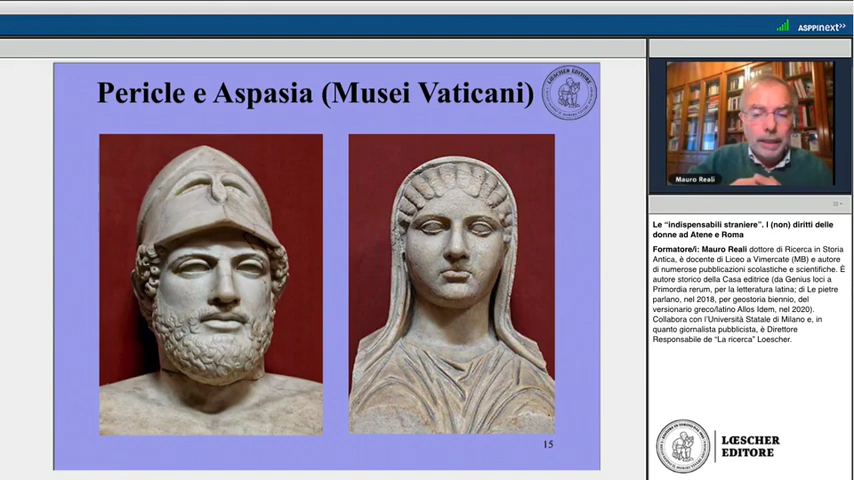 ASPPInext>>
Pericle e Aspasia (Musei Vaticani)
15
Mauro Reali
Le “indispensabili straniere”. I (non) diritti delle
donne ad Atene e Roma
Formatore/i: Mauro Reali dottore di Ricerca in Storia
Antica, è docente di Liceo a Vimercate (MB) e autore
di numerose pubblicazioni scolastiche e scientifiche. È
autore storico della Casa editrice (da Genius loci a
Primordia rerum, per la letteratura latina; di Le pietre
parlano, nel 2018, per geostoria biennio, del
versionario greco/latino Allos Idem, nel 2020).
Collabora con l'Università Statale di Milano e, in
quanto giornalista pubblicista, è Direttore
Responsabile de “La ricerca” Loescher.
LŒSCHER
EDITORE